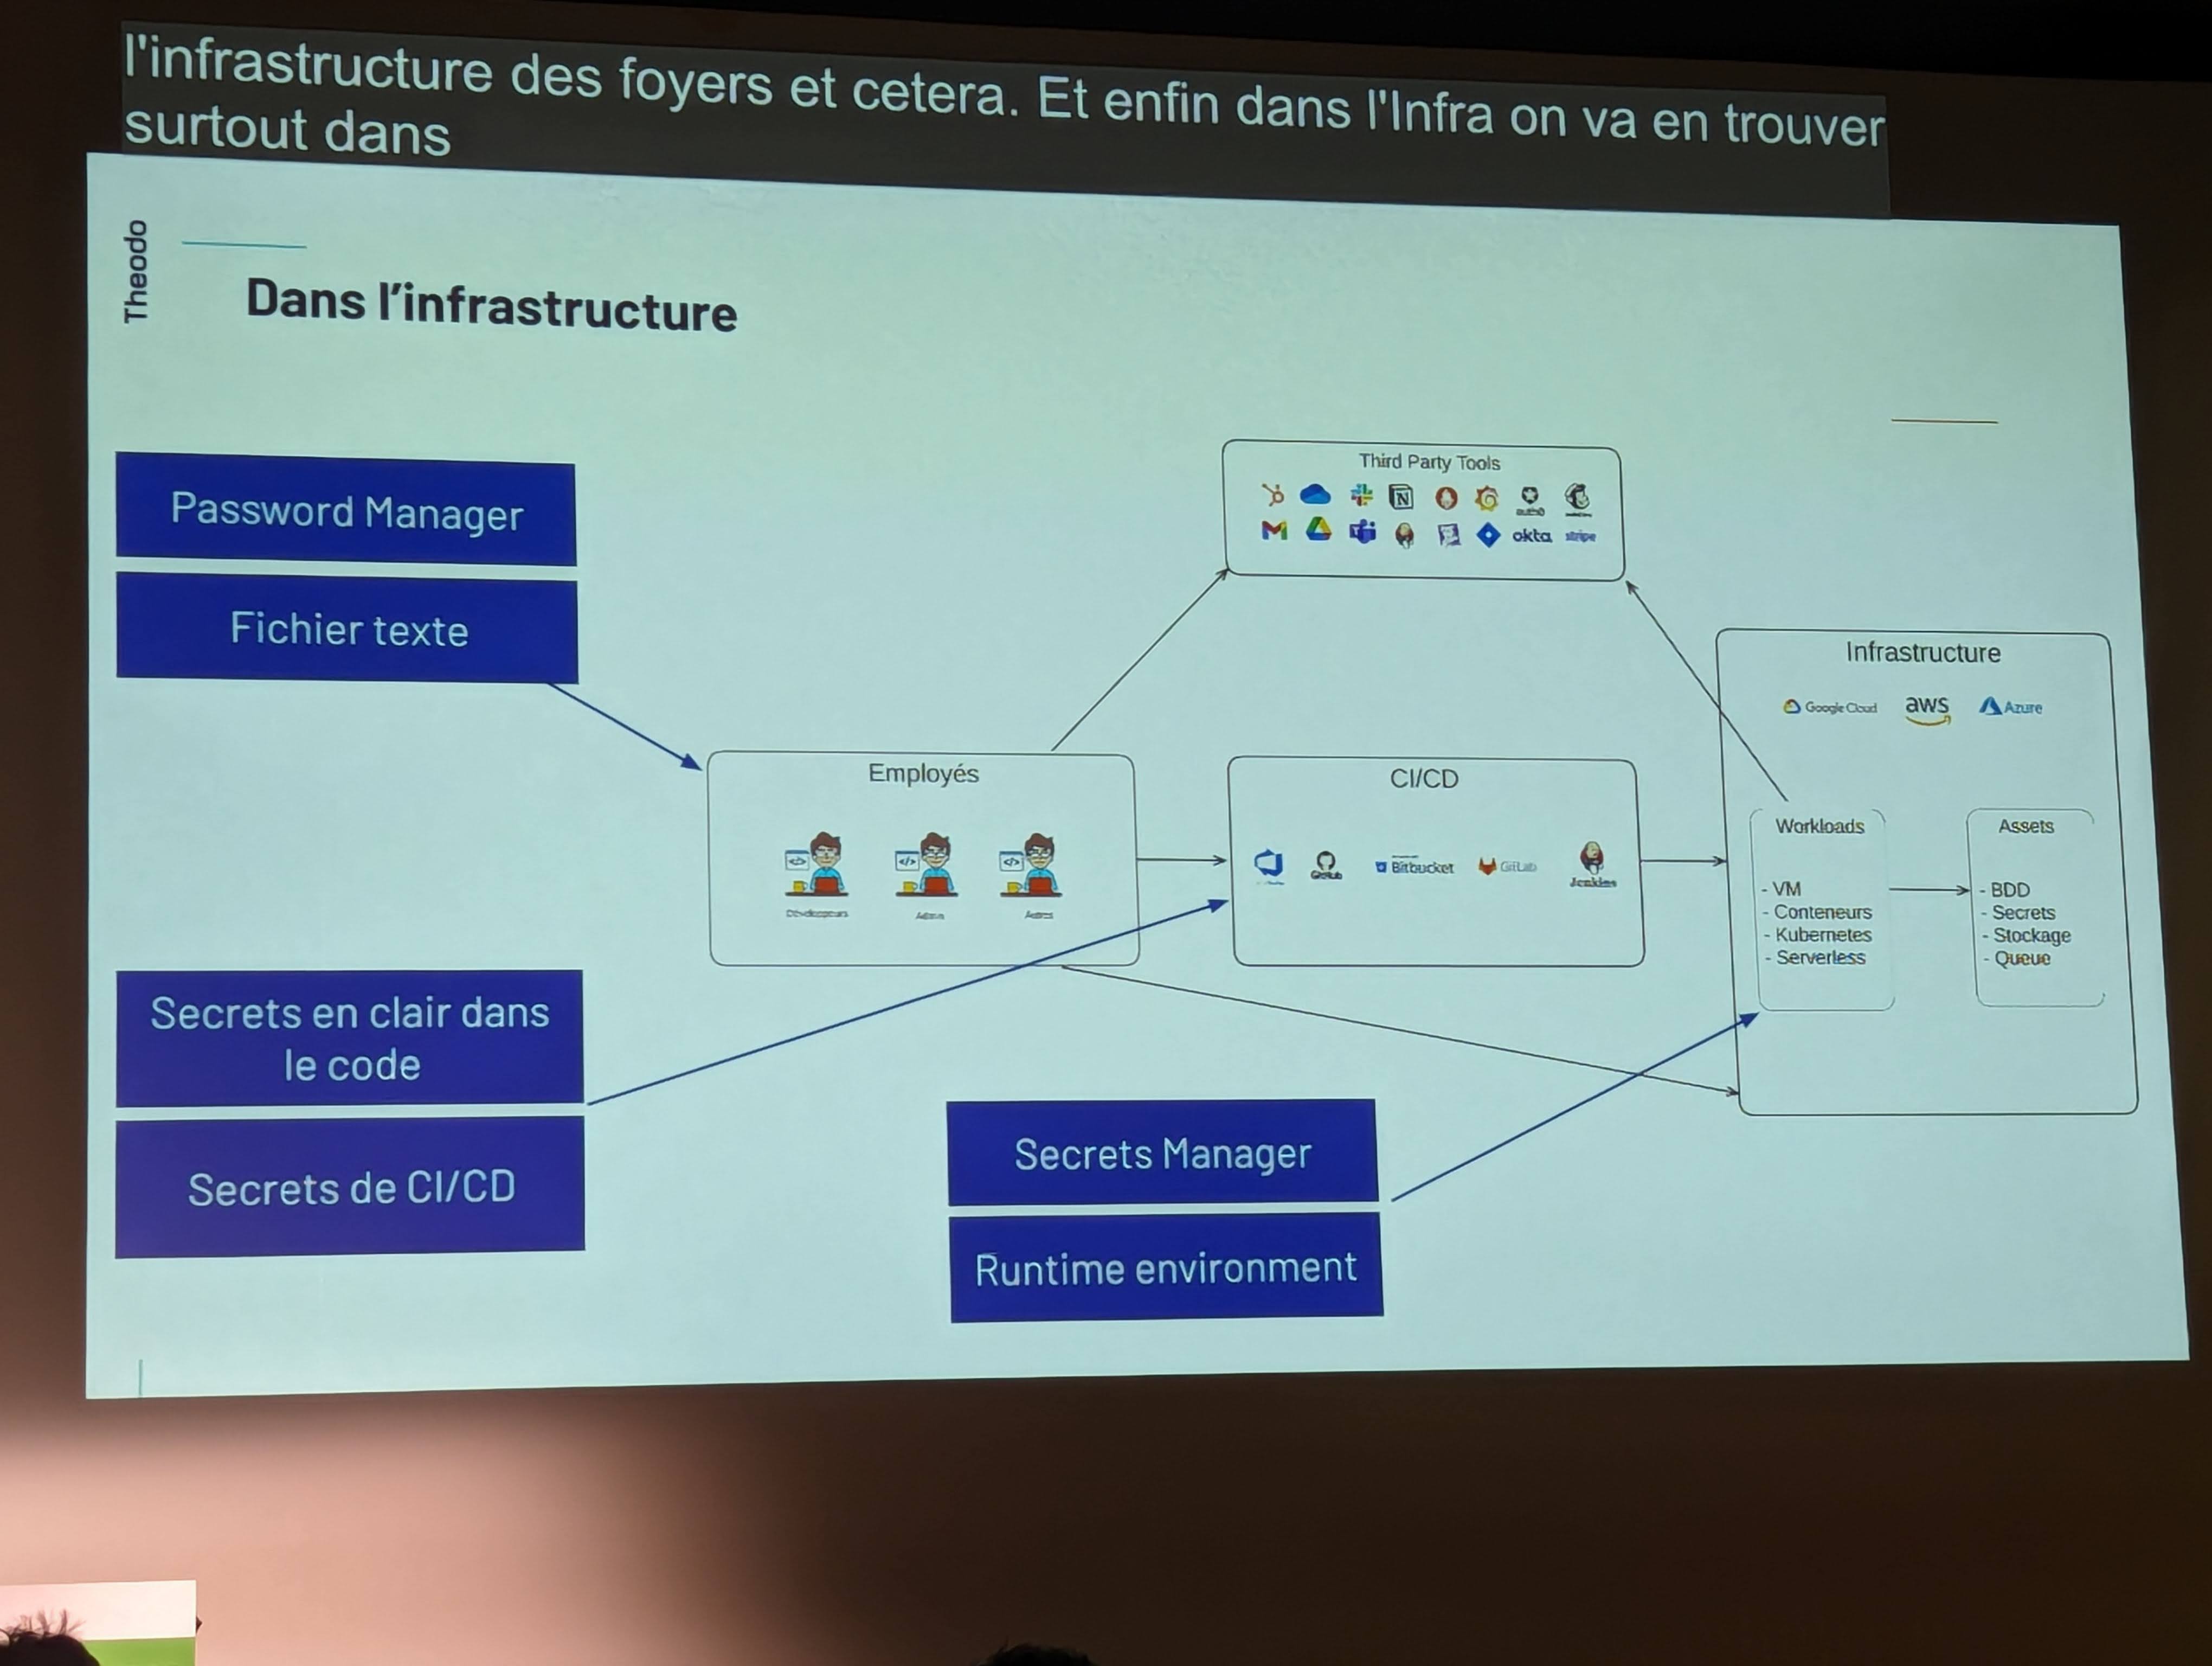 l'infrastructure des foyers et cetera. Et enfin dans l'Infra on va en trouver
surtout dans
Theodo
Dans l'infrastructure
Password Manager
Fichier texte
Third Party Tools
auth0
okta stripe
Employés
Développeurs Admin Autres
CI/CD
GitHub Bitbucket GitLab Jenkins
Infrastructure
Google Cloud aws Azure
Workloads
- VM
- Conteneurs
- Kubernetes
- Serverless
Assets
- BDD
- Secrets
- Stockage
- Queue
Secrets en clair dans
le code
Secrets de CI/CD
Secrets Manager
Runtime environment